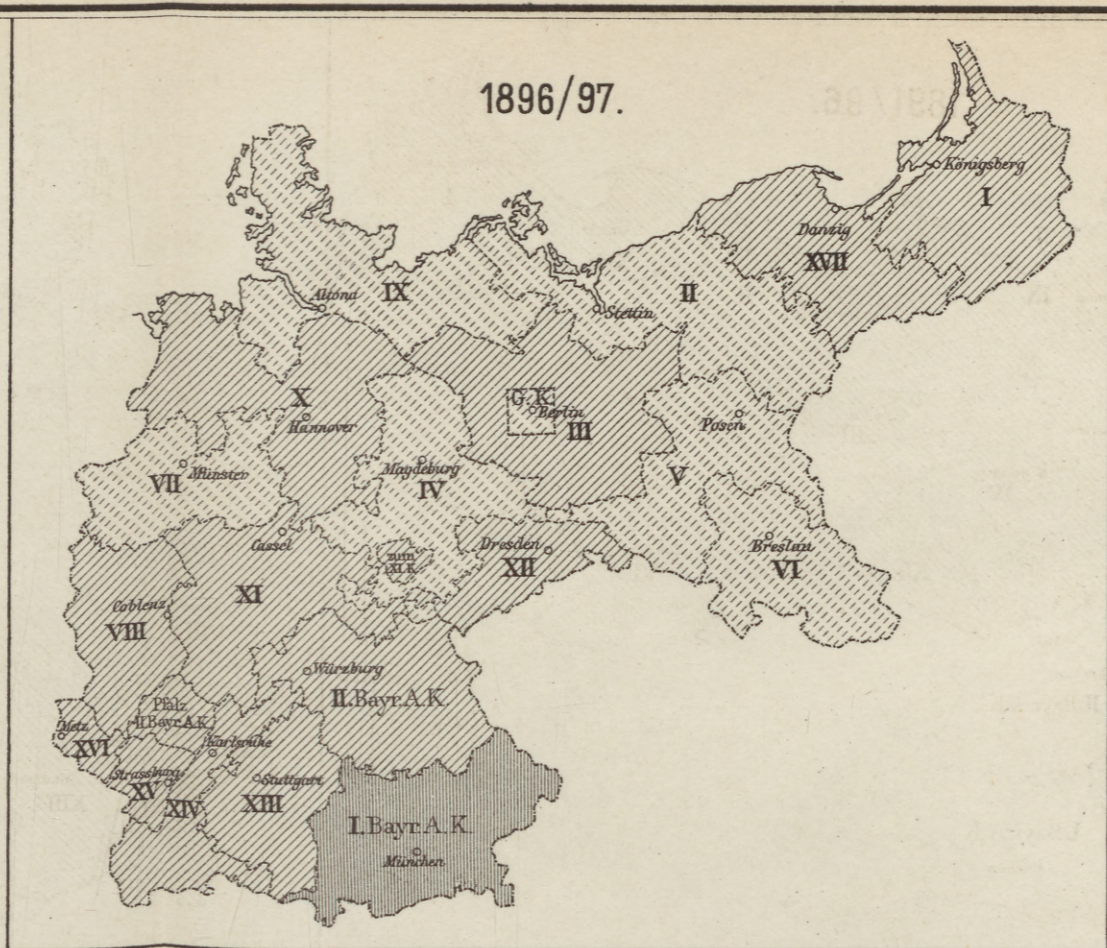 1896/97.
Königsberg
I
Danzig
XVII
IX
Altona
II
Stettin
X
Hannover
G. K.
Berlin
III
Posen
VII
Münster
Magdeburg
IV
V
Cassel
zum
XI.K.
Dresden
XII
Breslau
VI
XI
Coblenz
VIII
Würzburg
II.Bayr.A.K.
Pfalz
II.Bayr.A.K.
Metz
XVI
Karlsruhe
Strassburg
XV
XIV
Stuttgart
XIII
I.Bayr.A.K.
München